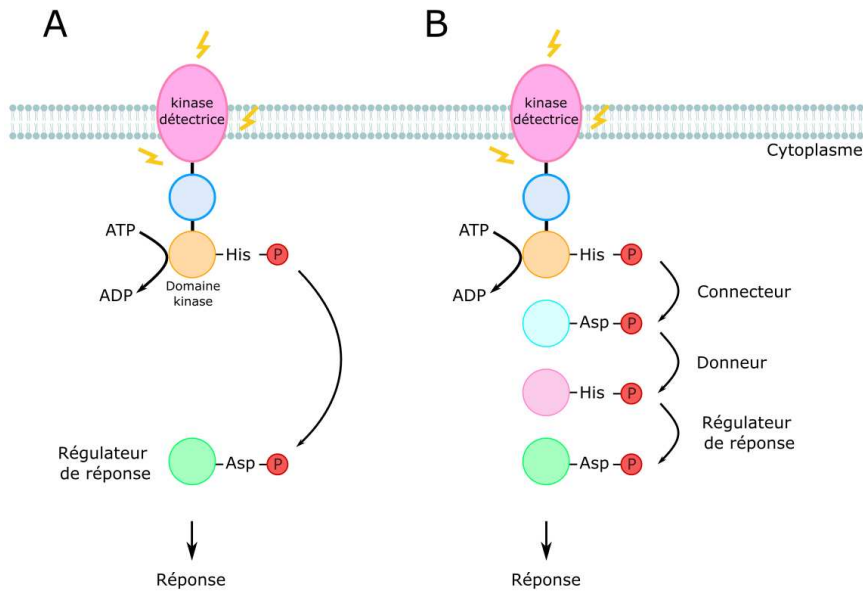 A
kinase
détectrice
ATP
ADP
His
P
Domaine
kinase
Régulateur
de réponse
Asp
P
Réponse
B
kinase
détectrice
Cytoplasme
ATP
ADP
His
P
Connecteur
Asp
P
Donneur
His
P
Régulateur
de réponse
Asp
P
Réponse